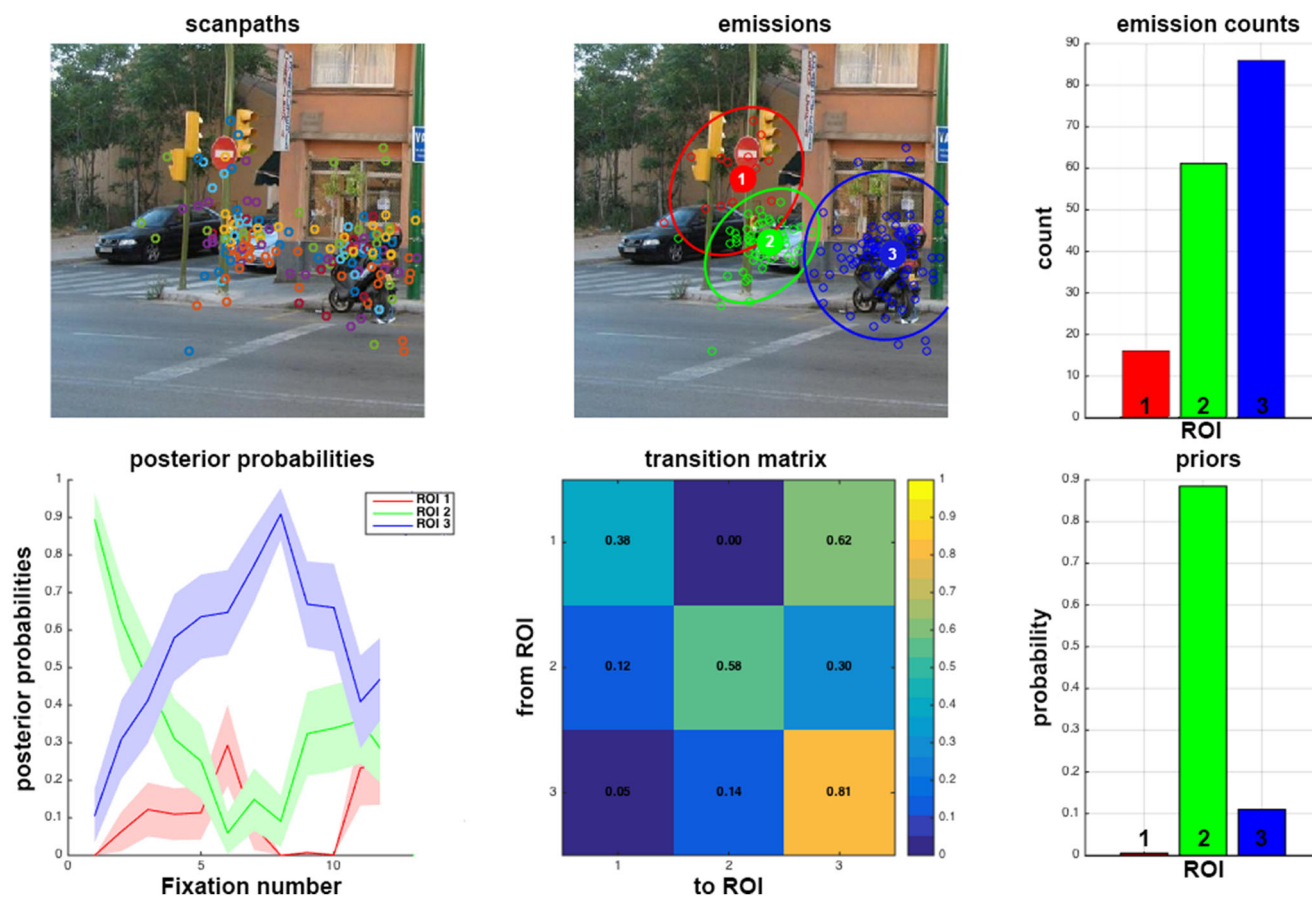 scanpaths
VA
emissions
1
2
3
VA
emission counts
90
80
70
60
50
40
30
20
10
0
count
1 2 3
ROI
posterior probabilities
1
0.9
0.8
0.7
0.6
0.5
0.4
0.3
0.2
0.1
0
posterior probabilities
ROI 1
ROI 2
ROI 3
0 5 10
Fixation number
transition matrix
from ROI
1
2
3
0.38 0.00 0.62
0.12 0.58 0.30
0.05 0.14 0.81
1 2 3
to ROI
1
0.9
0.8
0.7
0.6
0.5
0.4
0.3
0.2
0.1
0
priors
0.9
0.8
0.7
0.6
0.5
0.4
0.3
0.2
0.1
0
probability
1 2 3
ROI